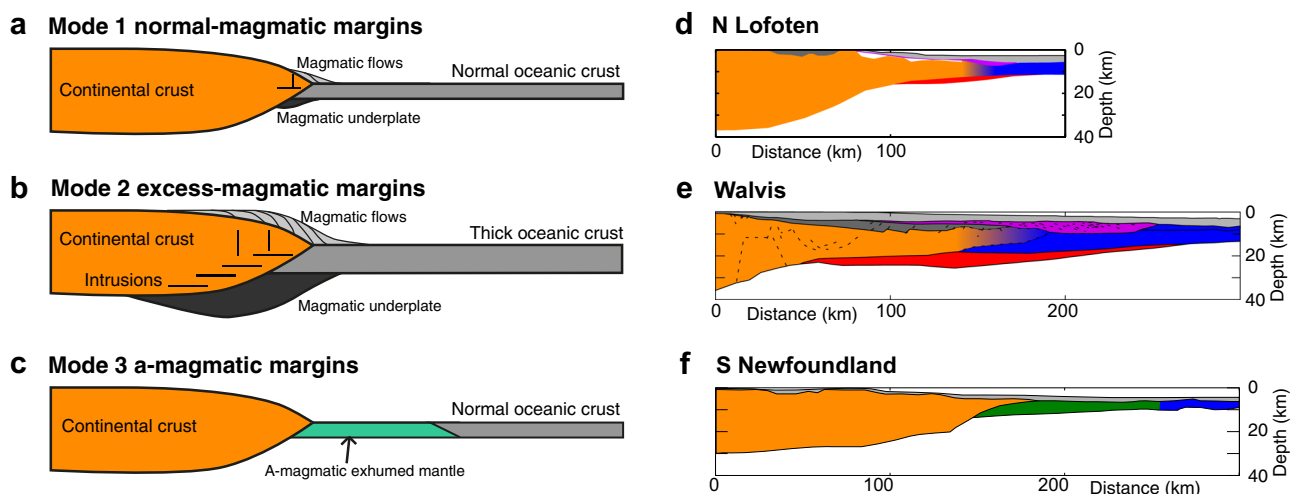 a Mode 1 normal-magmatic margins
Magmatic flows
Normal oceanic crust
Continental crust
Magmatic underplate
b Mode 2 excess-magmatic margins
Magmatic flows
Continental crust
Thick oceanic crust
Intrusions
Magmatic underplate
c Mode 3 a-magmatic margins
Normal oceanic crust
Continental crust
A-magmatic exhumed mantle
d N Lofoten
0
20
40
Depth (km)
0 Distance (km) 100
e Walvis
0
20
40
Depth (km)
0 Distance (km) 100 200
f S Newfoundland
0
20
40
Depth (km)
0 100 200 Distance (km)